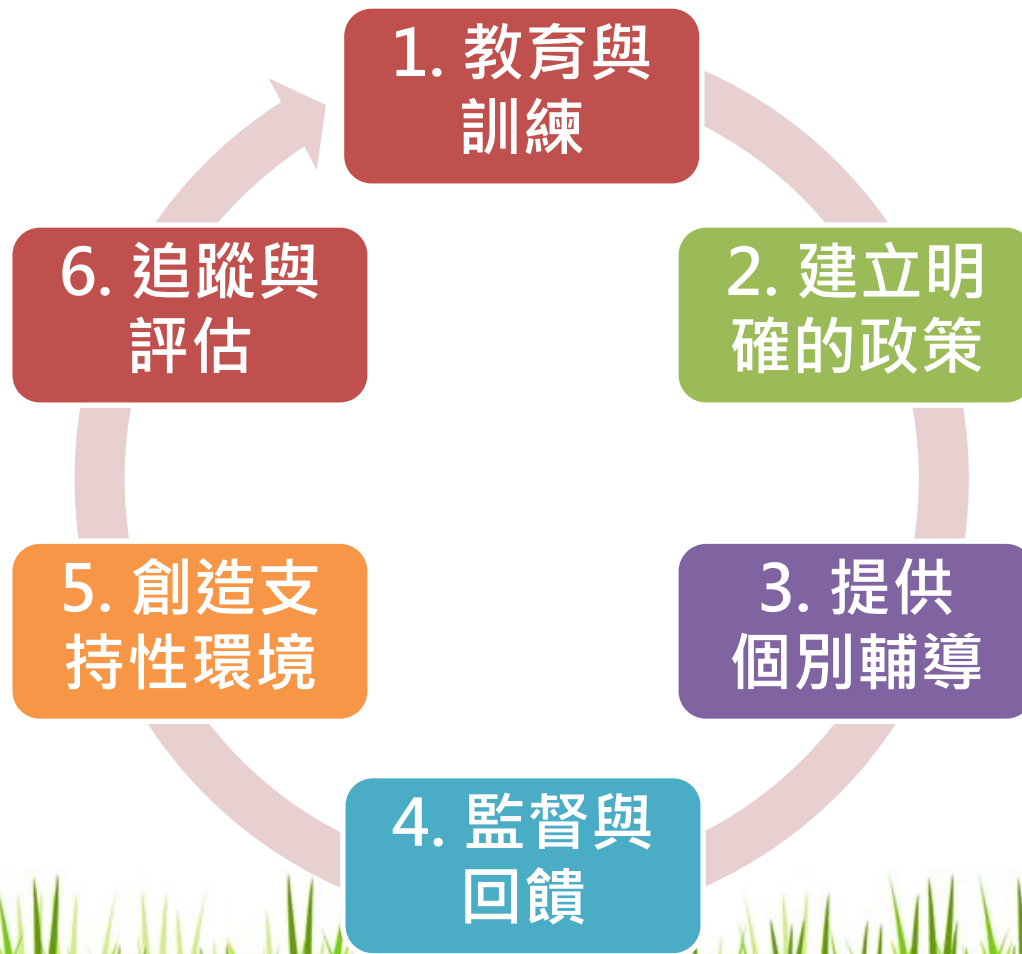 1. 教育與
訓練
2. 建立明
確的政策
3. 提供
個別輔導
4. 監督與
回饋
5. 創造支
持性環境
6. 追蹤與
評估